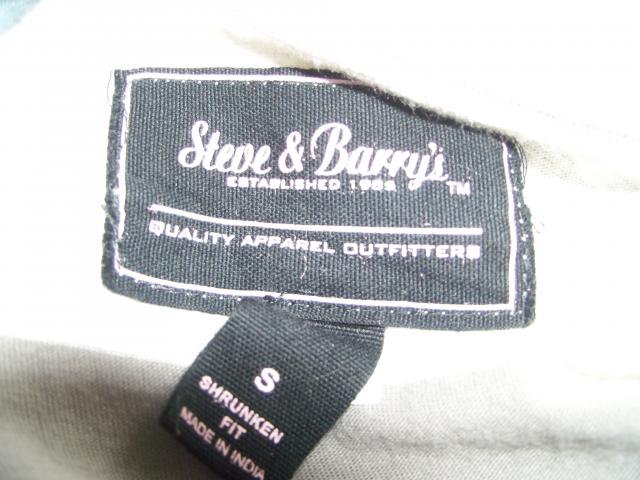 Steve & Barry's
TM
ESTABLISHED 1985
QUALITY APPAREL OUTFITTERS
S
SHRUNKEN
FIT
MADE IN INDIA